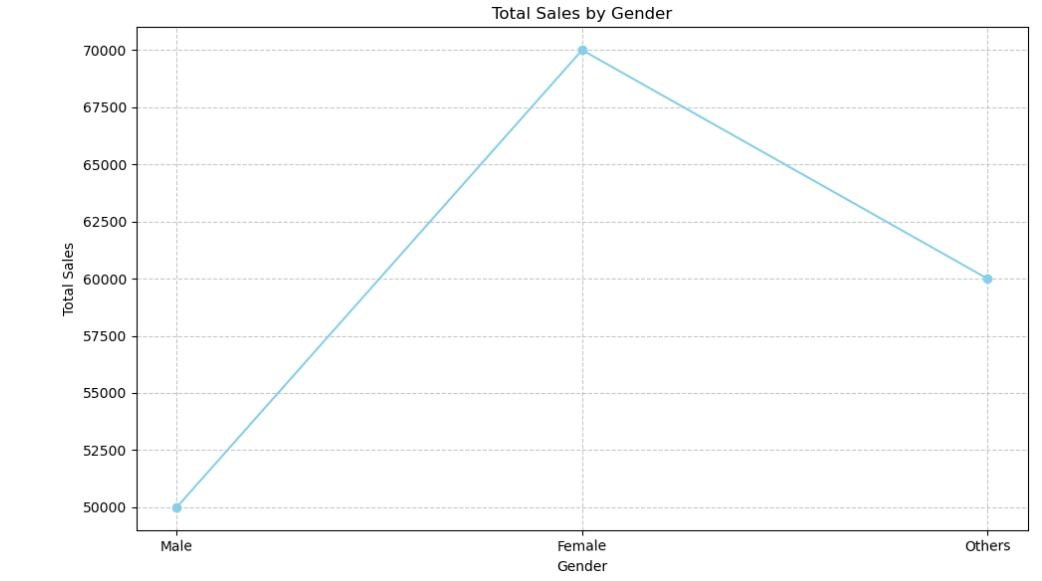 Total Sales by Gender
70000
67500
65000
62500
60000
57500
55000
52500
50000
Total Sales
Male
Female
Others
Gender